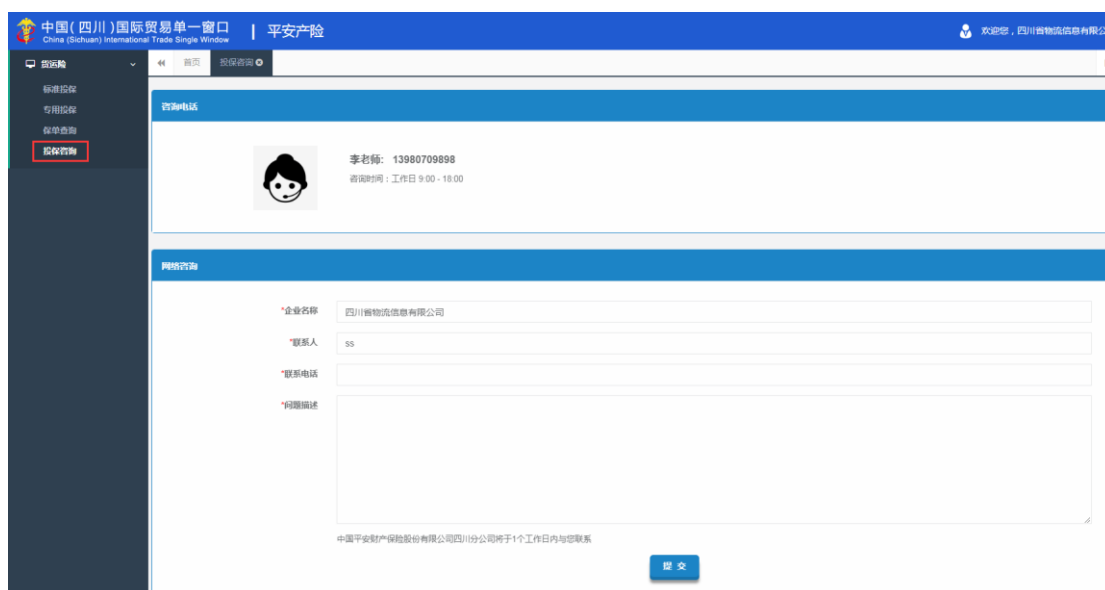 中国(四川)国际贸易单一窗口 | 平安产险
China (Sichuan) International Trade Single Window
欢迎您，四川省物流信息有限公
货运险
首页 投保咨询
标准投保
专用投保
保单查询
投保咨询
咨询电话
李老师: 13980709898
咨询时间：工作日 9:00 - 18:00
网络咨询
*企业名称 四川省物流信息有限公司
*联系人 ss
*联系电话
*问题描述
中国平安财产保险股份有限公司四川分公司将于1个工作日内与您联系
提 交